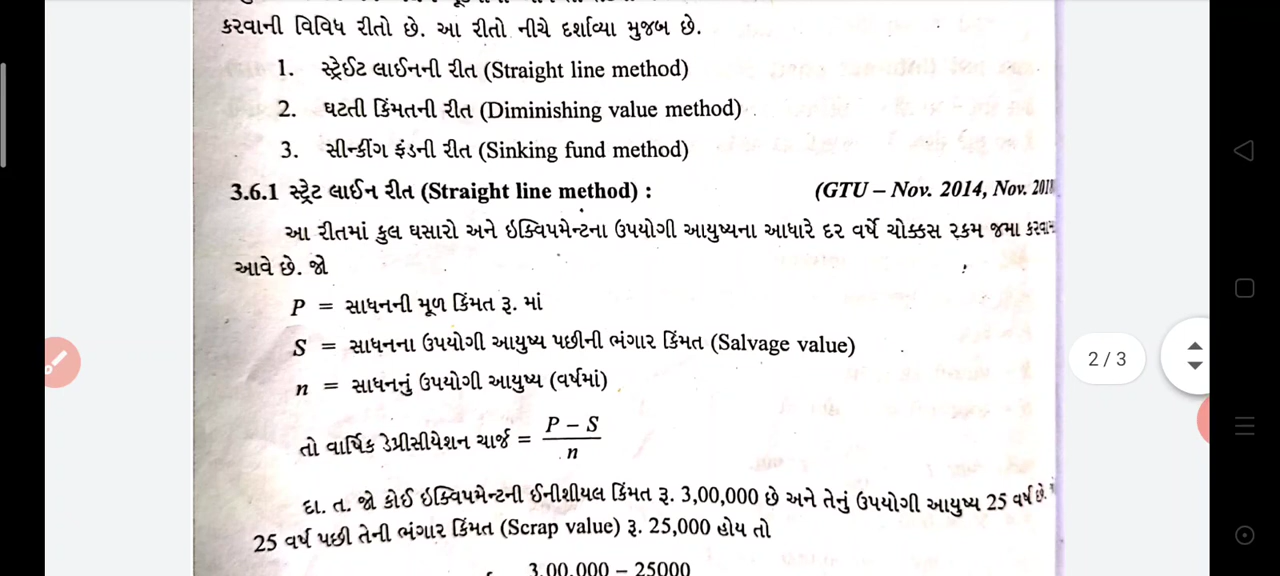 કરવાની વિવિધ રીતો છે. આ રીતો નીચે દર્શાવ્યા મુજબ છે.
1. સ્ટ્રેઈટ લાઈનની રીત (Straight line method)
2. ઘટતી કિંમતની રીત (Diminishing value method)
3. સીન્કીંગ ફંડની રીત (Sinking fund method)
3.6.1 સ્ટ્રેટ લાઈન રીત (Straight line method) : (GTU – Nov. 2014, Nov.
આ રીતમાં કુલ ઘસારો અને ઇક્વિપમેન્ટના ઉપયોગી આયુષ્યના આધારે દર વર્ષે ચોક્કસ રકમ જમા
આવે છે. જો
P = સાધનની મૂળ કિંમત રૂ. માં
S = સાધનના ઉપયોગી આયુષ્ય પછીની ભંગાર કિંમત (Salvage value)
2 / 3
n = સાધનનું ઉપયોગી આયુષ્ય (વર્ષમાં)
તો વાર્ષિક ડેપ્રીસીયેશન ચાર્જ = P – S / n
દા. ત. જો કોઈ ઇક્વિપમેન્ટની ઈનીશીયલ કિંમત રૂ. 3,00,000 છે અને તેનું ઉપયોગી આયુષ્ય 25 વર્ષ છે.
25 વર્ષ પછી તેની ભંગાર કિંમત (Scrap value) રૂ. 25,000 હોય તો
3,00,000 – 25000